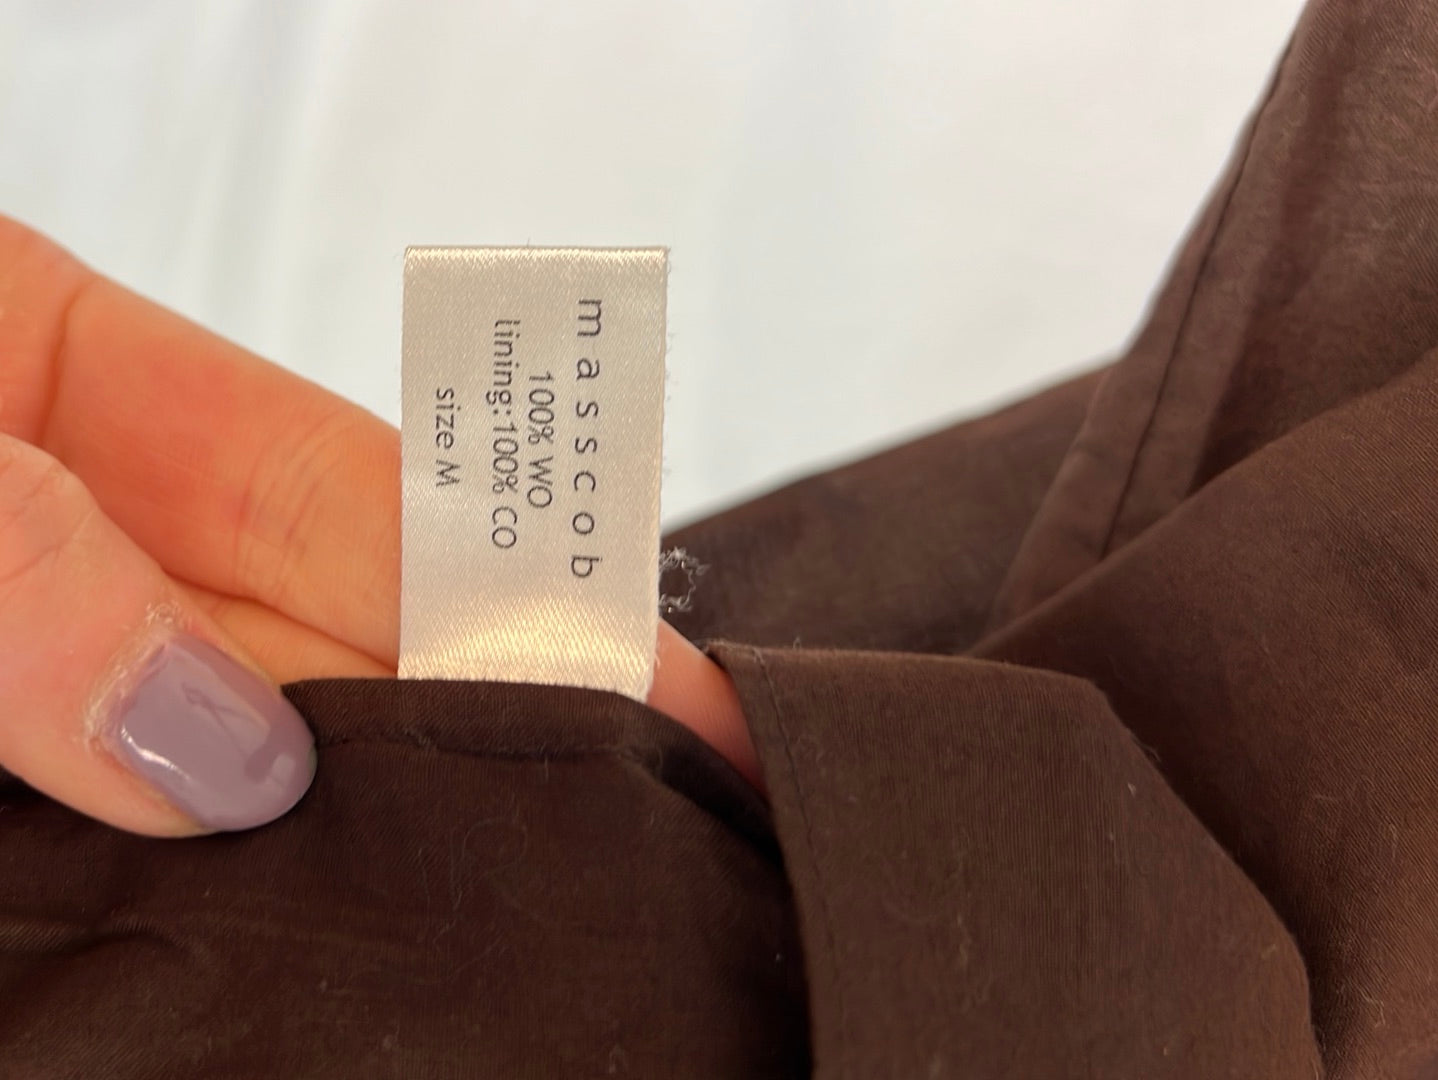 masscob
100% WO
lining:100% CO
size M